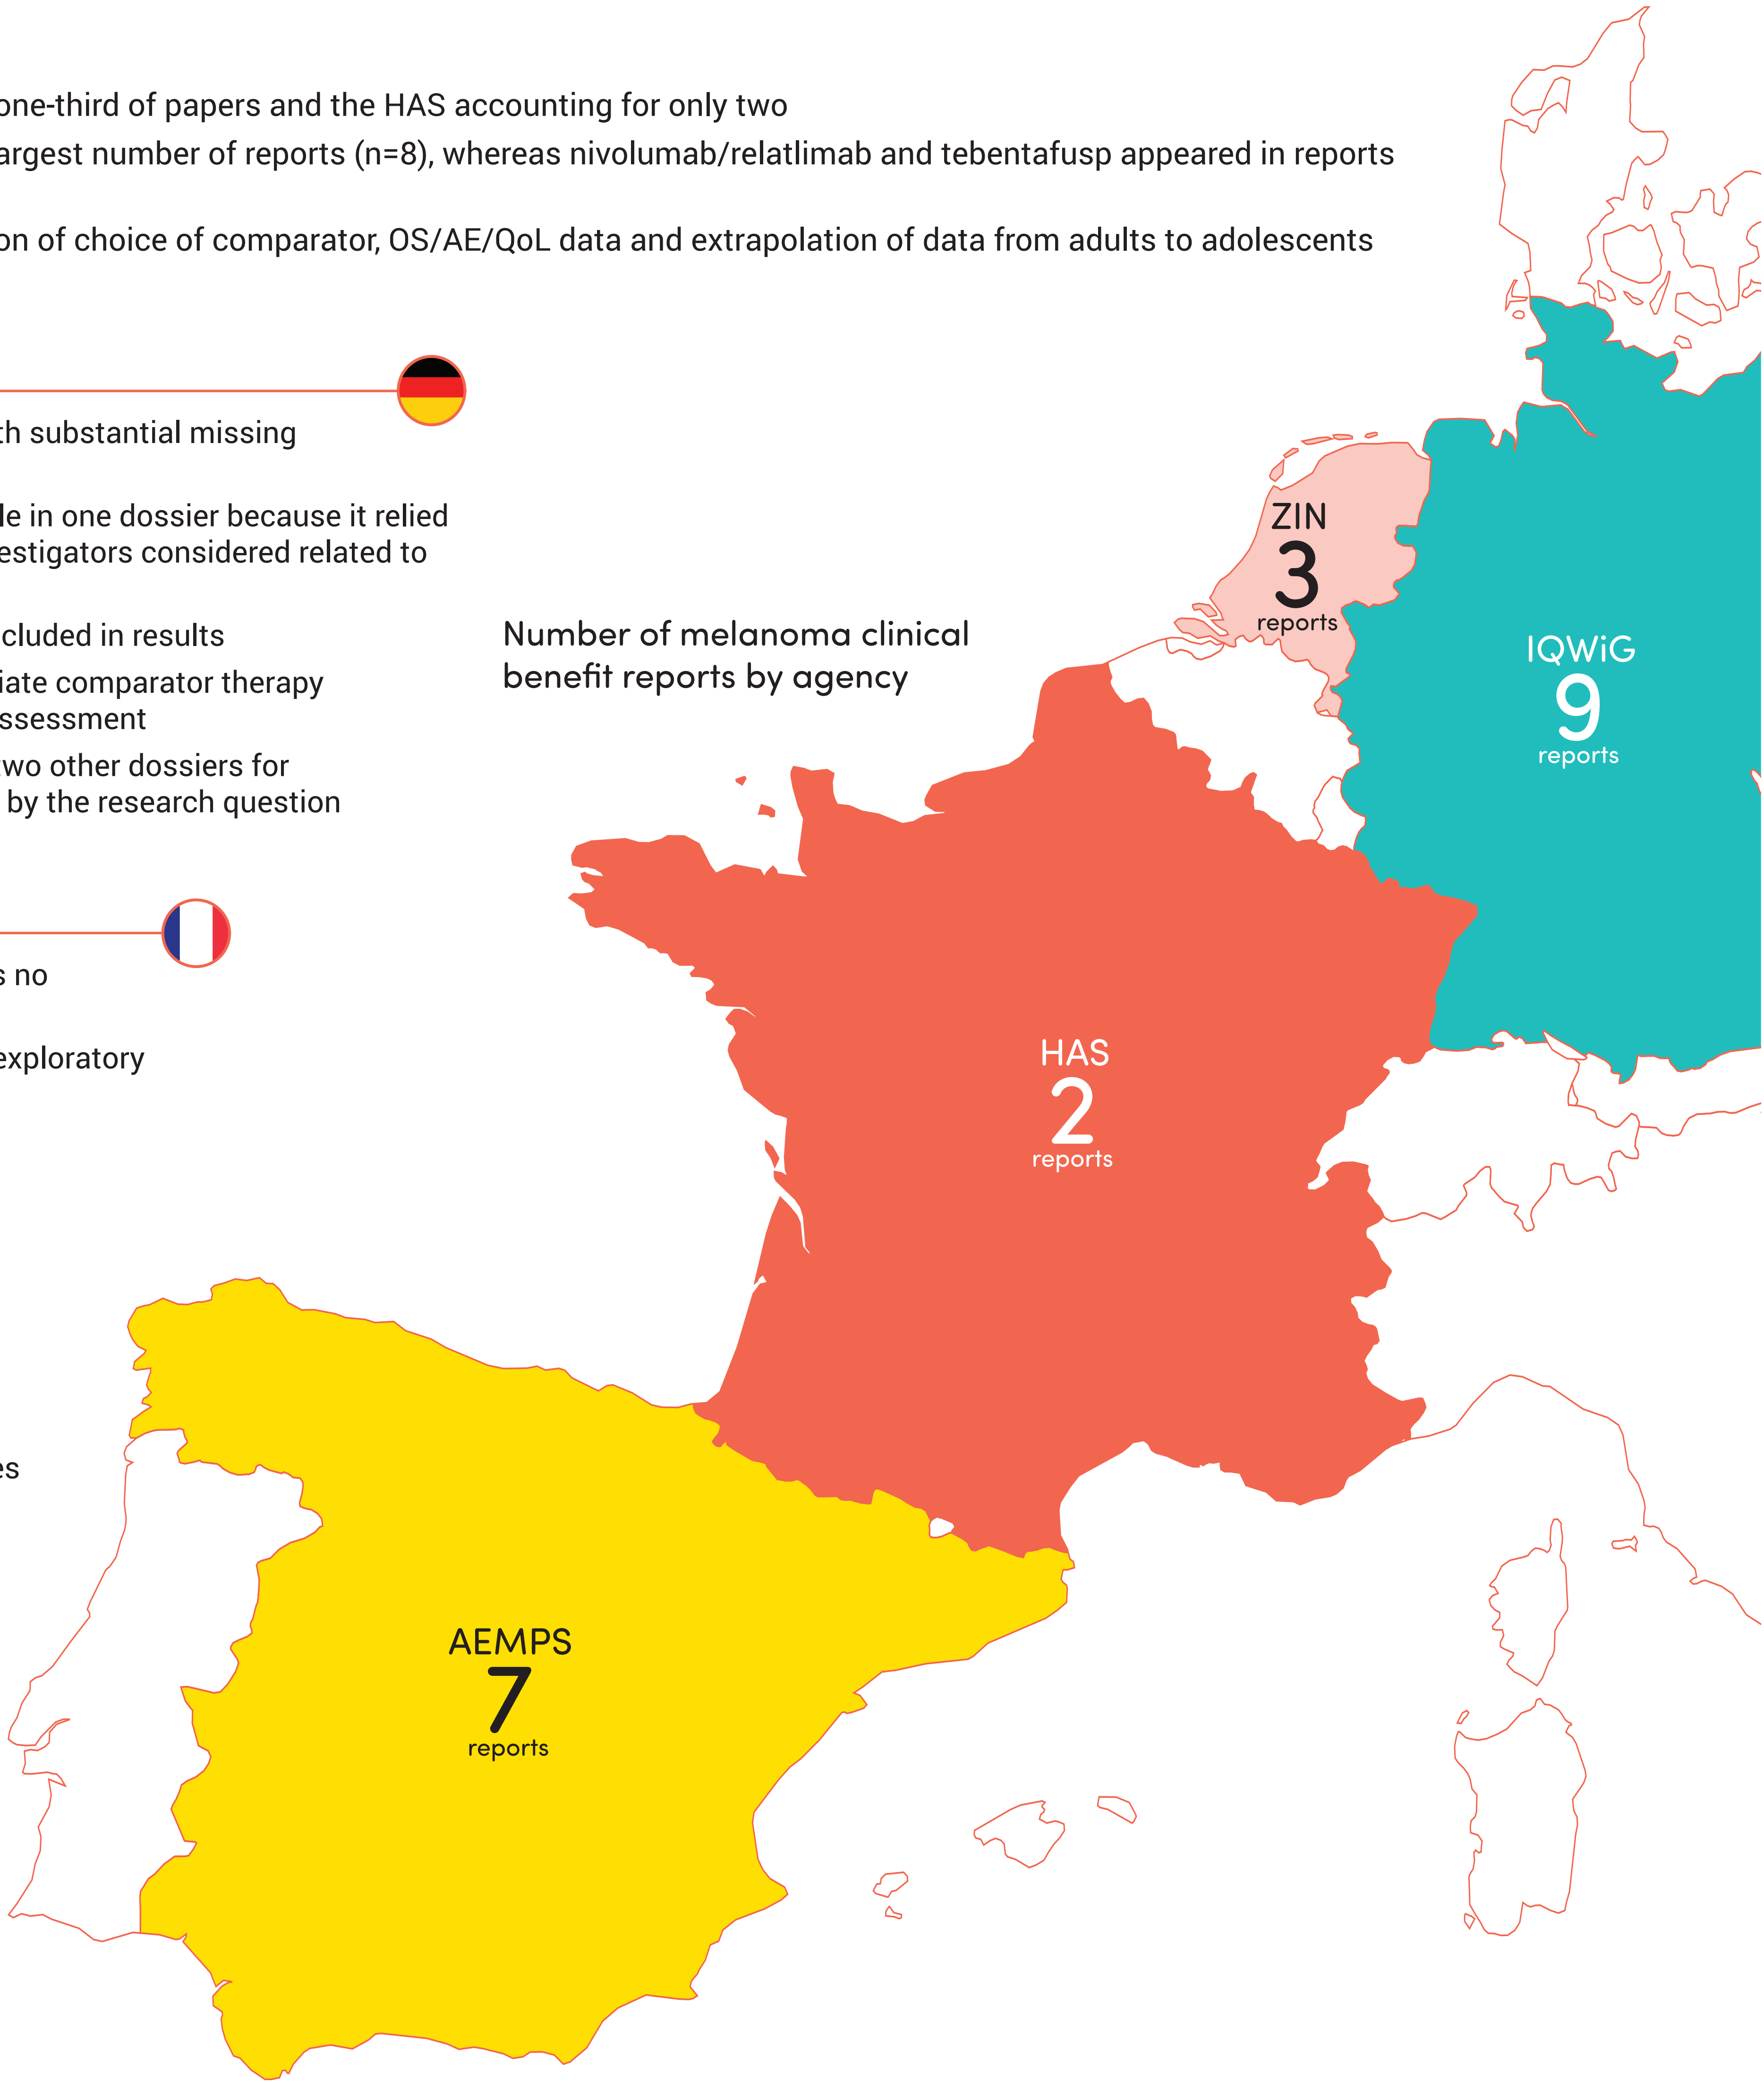 one-third of papers and the HAS accounting for only two
argest number of reports (n=8), whereas nivolumab/relatlimab and tebentafusp appeared in reports
on of choice of comparator, OS/AE/QoL data and extrapolation of data from adults to adolescents
th substantial missing
le in one dossier because it relied
estigators considered related to
cluded in results
iate comparator therapy
ssessment
two other dossiers for
by the research question
s no
exploratory
es
Number of melanoma clinical
benefit reports by agency
ZIN
3
reports
IQWiG
9
reports
HAS
2
reports
AEMPS
7
reports